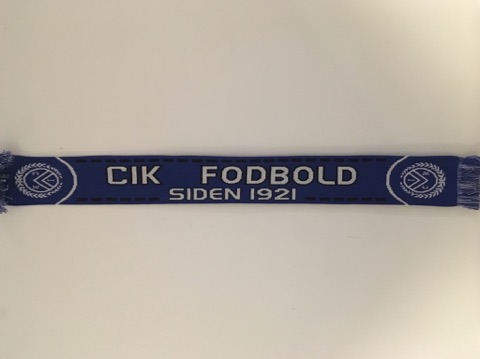 CIK FODBOLD
SIDEN 1921